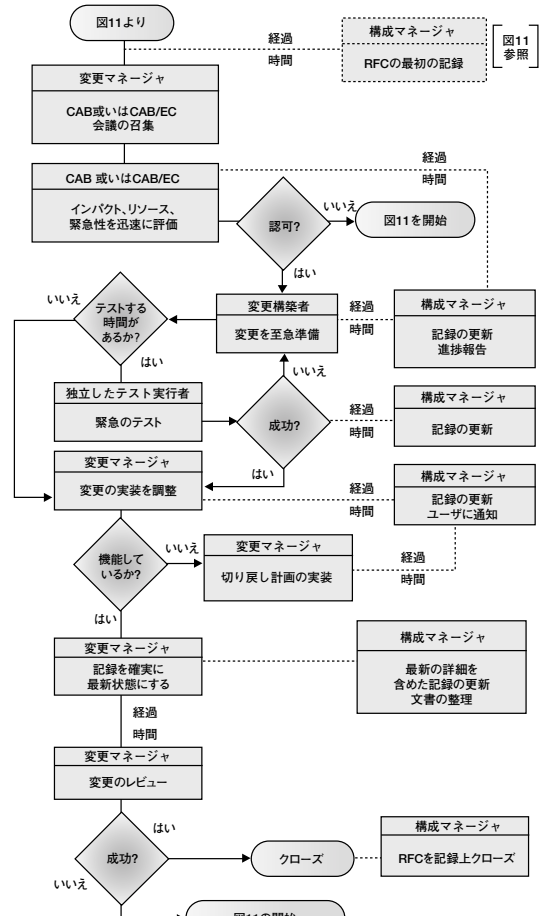 図11より
経過
時間
構成マネージャ
RFCの最初の記録
図11
参照
変更マネージャ
CAB或いはCAB/EC
会議の召集
CAB 或いはCAB/EC
インパクト、リソース、
緊急性を迅速に評価
経過
時間
認可?
いいえ
図11を開始
はい
テストする
時間が
あるか?
いいえ
はい
変更構築者
変更を至急準備
経過
時間
構成マネージャ
記録の更新
進捗報告
いいえ
独立したテスト実行者
緊急のテスト
成功?
経過
時間
構成マネージャ
記録の更新
はい
変更マネージャ
変更の実装を調整
経過
時間
構成マネージャ
記録の更新
ユーザに通知
機能して
いるか?
いいえ
変更マネージャ
切り戻し計画の実装
経過
時間
はい
変更マネージャ
記録を確実に
最新状態にする
構成マネージャ
最新の詳細を
含めた記録の更新
文書の整理
経過
時間
変更マネージャ
変更のレビュー
はい
成功?
クローズ
構成マネージャ
RFCを記録上クローズ
いいえ
図11の開始